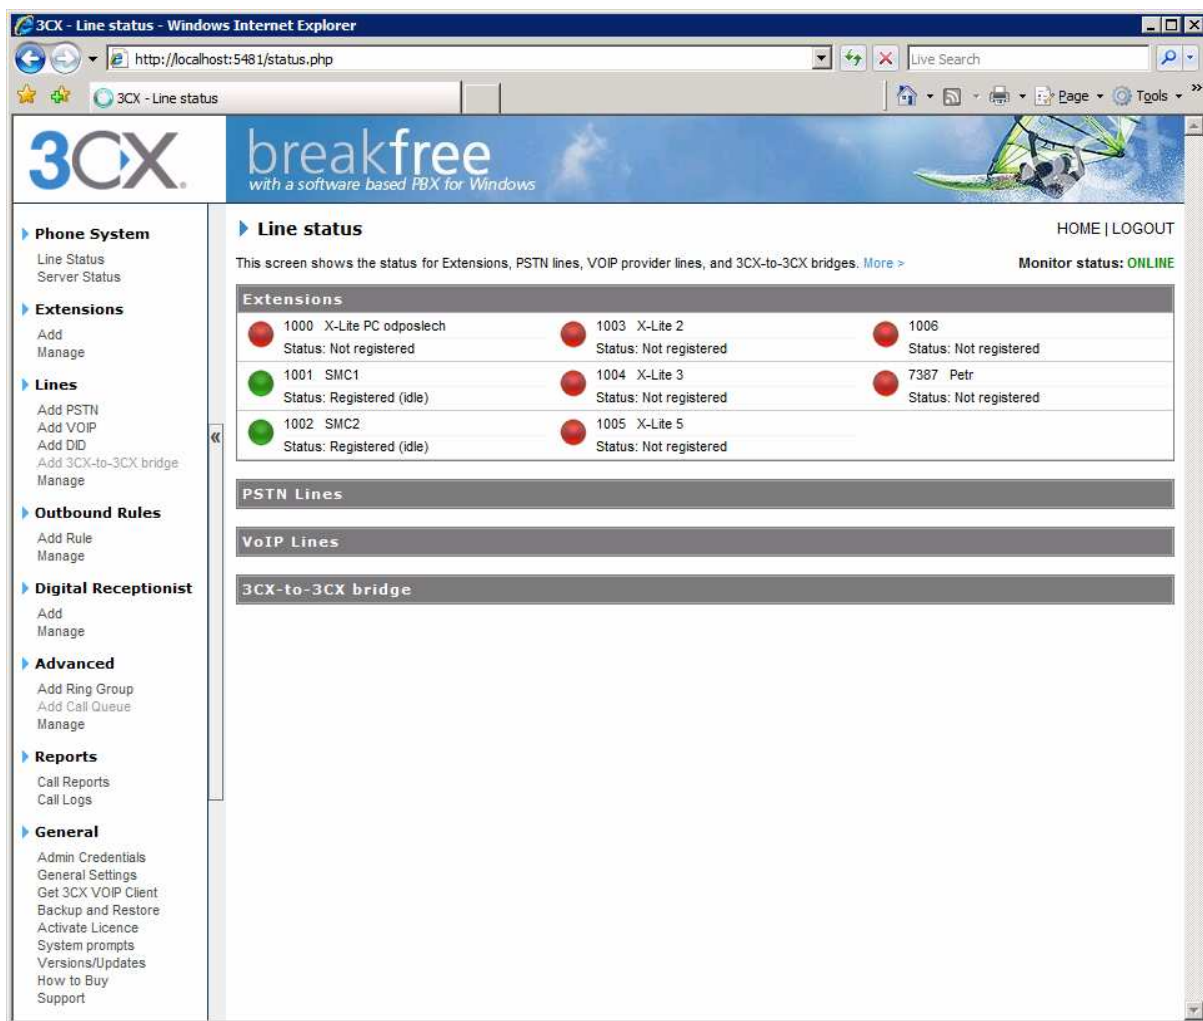 3CX - Line status - Windows Internet Explorer
http://localhost:5481/status.php
Live Search
3CX - Line status
Page
Tools
3CX.
breakfree
with a software based PBX for Windows
Phone System
Line Status
Server Status
Extensions
Add
Manage
Lines
Add PSTN
Add VOIP
Add DID
Add 3CX-to-3CX bridge
Manage
Outbound Rules
Add Rule
Manage
Digital Receptionist
Add
Manage
Advanced
Add Ring Group
Add Call Queue
Manage
Reports
Call Reports
Call Logs
General
Admin Credentials
General Settings
Get 3CX VOIP Client
Backup and Restore
Activate Licence
System prompts
Versions/Updates
How to Buy
Support
Line status
HOME | LOGOUT
This screen shows the status for Extensions, PSTN lines, VOIP provider lines, and 3CX-to-3CX bridges. More >
Monitor status: ONLINE
Extensions
1000 X-Lite PC odposlech
Status: Not registered
1003 X-Lite 2
Status: Not registered
1006
Status: Not registered
1001 SMC1
Status: Registered (idle)
1004 X-Lite 3
Status: Not registered
7387 Petr
Status: Not registered
1002 SMC2
Status: Registered (idle)
1005 X-Lite 5
Status: Not registered
PSTN Lines
VoIP Lines
3CX-to-3CX bridge